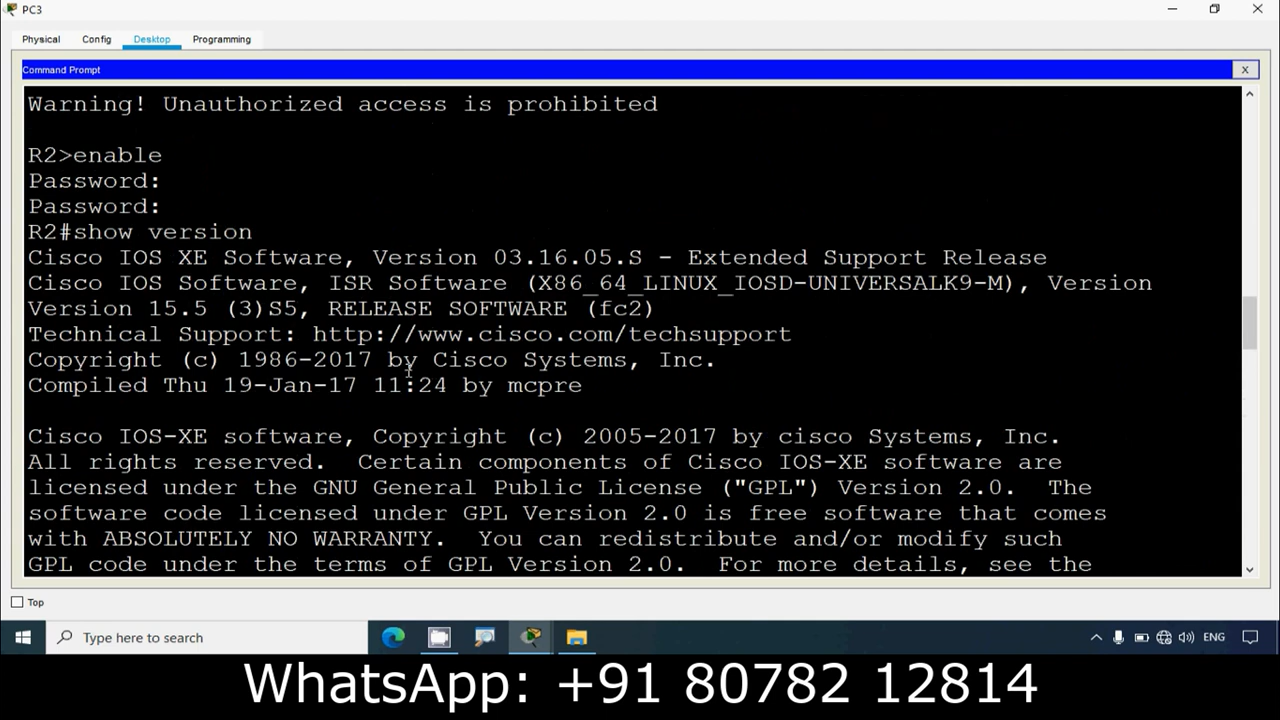 PC3
Physical Config Desktop Programming
Command Prompt X
Warning! Unauthorized access is prohibited
R2>enable
Password:
Password:
R2#show version
Cisco IOS XE Software, Version 03.16.05.S - Extended Support Release
Cisco IOS Software, ISR Software (X86_64_LINUX_IOSD-UNIVERSALK9-M), Version
Version 15.5 (3)S5, RELEASE SOFTWARE (fc2)
Technical Support: http://www.cisco.com/techsupport
Copyright (c) 1986-2017 by Cisco Systems, Inc.
Compiled Thu 19-Jan-17 11:24 by mcpre
Cisco IOS-XE software, Copyright (c) 2005-2017 by cisco Systems, Inc.
All rights reserved.  Certain components of Cisco IOS-XE software are
licensed under the GNU General Public License ("GPL") Version 2.0.  The
software code licensed under GPL Version 2.0 is free software that comes
with ABSOLUTELY NO WARRANTY.  You can redistribute and/or modify such
GPL code under the terms of GPL Version 2.0.  For more details, see the
Top
Type here to search
ENG
WhatsApp: +91 80782 12814